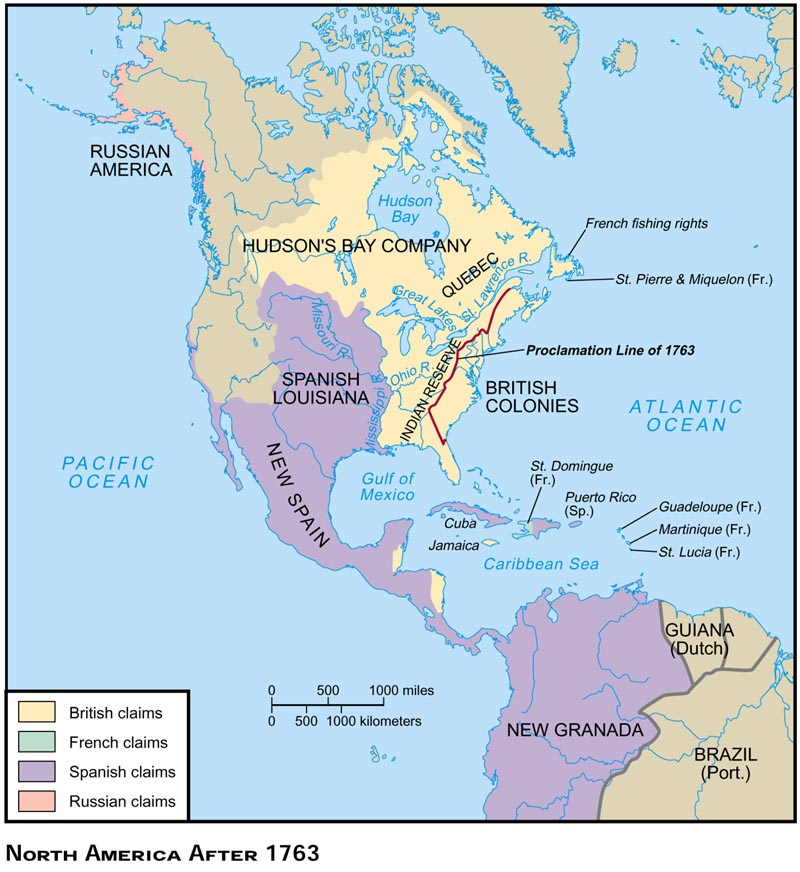 RUSSIAN
AMERICA
Hudson
Bay
HUDSON'S BAY COMPANY
QUEBEC
French fishing rights
St. Lawrence R.
St. Pierre & Miquelon (Fr.)
Great Lakes
Missouri R.
Proclamation Line of 1763
Ohio R.
INDIAN RESERVE
SPANISH
LOUISIANA
Mississippi R.
BRITISH
COLONIES
ATLANTIC
OCEAN
PACIFIC
OCEAN
NEW SPAIN
Gulf of
Mexico
St. Domingue
(Fr.)
Puerto Rico
(Sp.)
Cuba
Jamaica
Guadeloupe (Fr.)
Martinique (Fr.)
St. Lucia (Fr.)
Caribbean Sea
GUIANA
(Dutch)
NEW GRANADA
BRAZIL
(Port.)
0 500 1000 miles
0 500 1000 kilometers
British claims
French claims
Spanish claims
Russian claims
NORTH AMERICA AFTER 1763